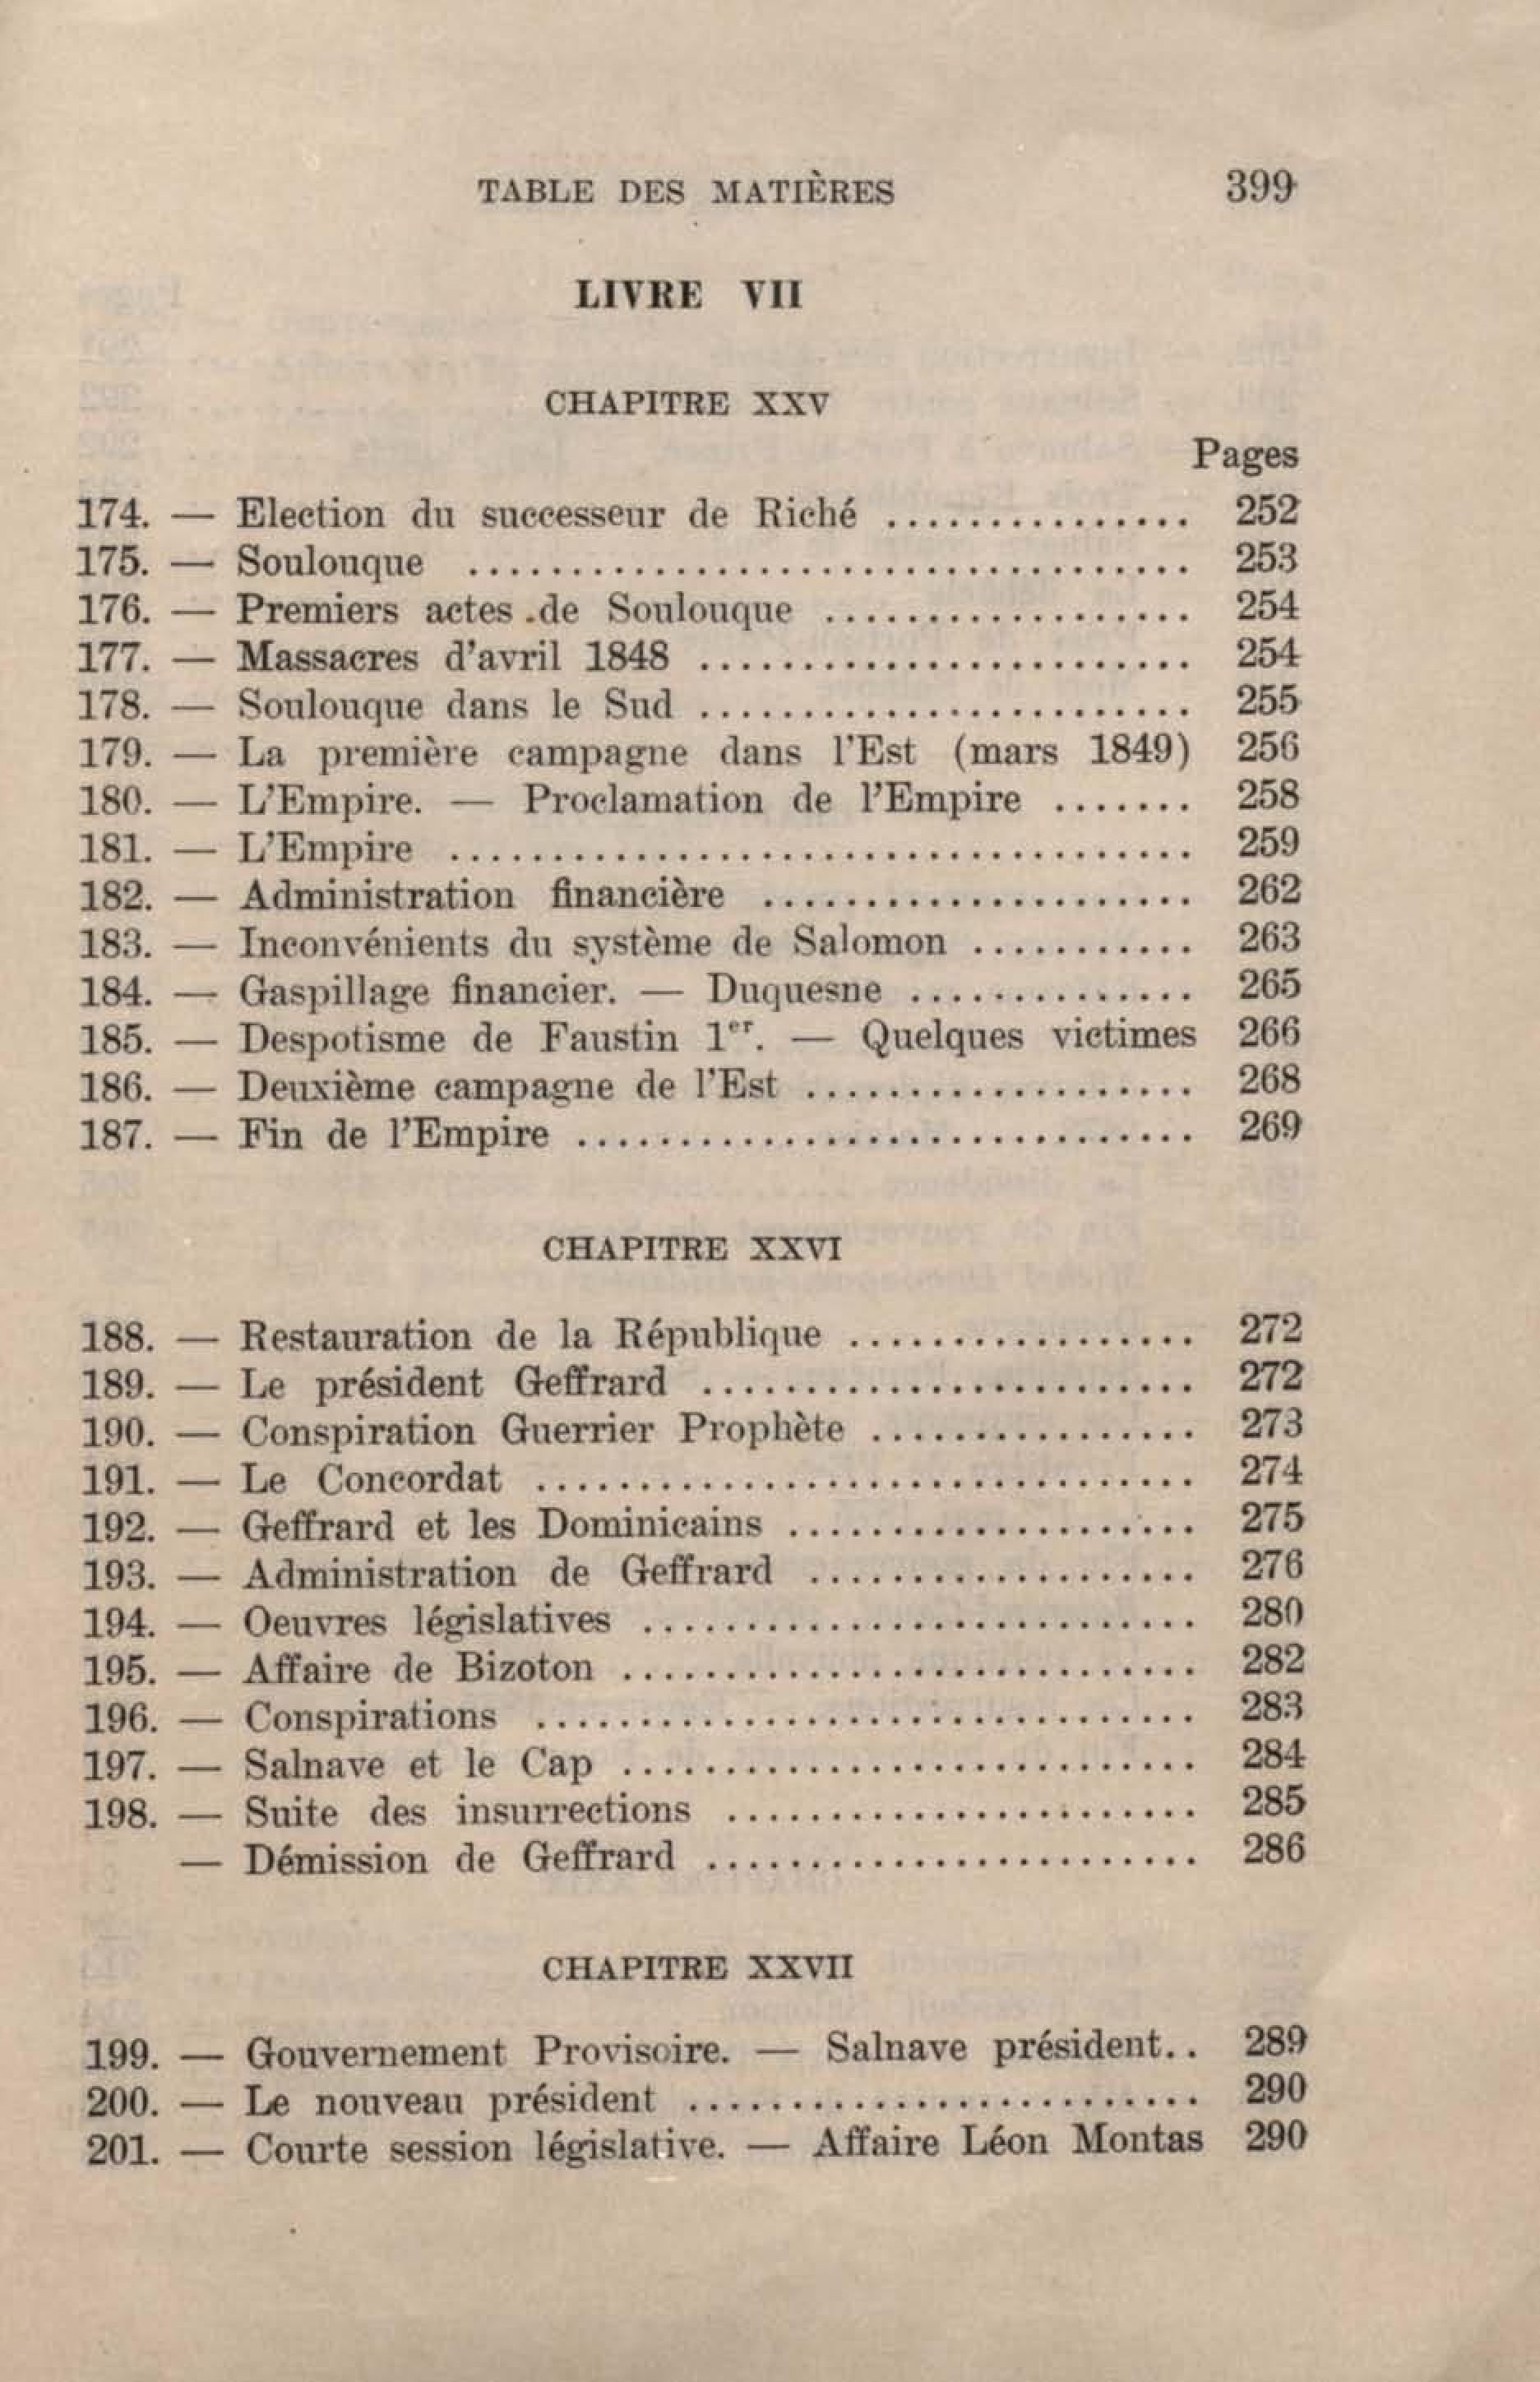 TABLE DES MATIÈRES 399
LIVRE VII
CHAPITRE XXV
Pages
174. — Election du successeur de Riché ............... 252
175. — Soulouque .................................... 253
176. — Premiers actes de Soulouque .................. 254
177. — Massacres d'avril 1848 ........................ 254
178. — Soulouque dans le Sud ........................ 255
179. — La première campagne dans l'Est (mars 1849) 256
180. — L'Empire. — Proclamation de l'Empire ....... 258
181. — L'Empire ..................................... 259
182. — Administration financière ..................... 262
183. — Inconvénients du système de Salomon ........... 263
184. — Gaspillage financier. — Duquesne .............. 265
185. — Despotisme de Faustin 1er. — Quelques victimes 266
186. — Deuxième campagne de l'Est ................... 268
187. — Fin de l'Empire .............................. 269
CHAPITRE XXVI
188. — Restauration de la République ................. 272
189. — Le président Geffrard ........................ 272
190. — Conspiration Guerrier Prophète ................ 273
191. — Le Concordat ................................ 274
192. — Geffrard et les Dominicains .................... 275
193. — Administration de Geffrard ................... 276
194. — Oeuvres législatives ........................... 280
195. — Affaire de Bizoton ............................ 282
196. — Conspirations ................................ 283
197. — Salnave et le Cap ............................ 284
198. — Suite des insurrections ....................... 285
— Démission de Geffrard ........................ 286
CHAPITRE XXVII
199. — Gouvernement Provisoire. — Salnave président.. 289
200. — Le nouveau président ......................... 290
201. — Courte session législative. — Affaire Léon Montas 290